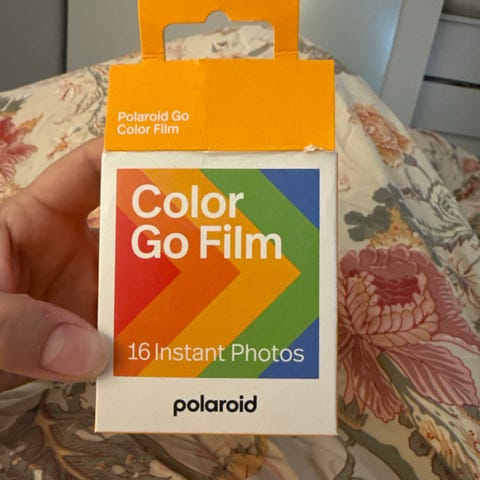 Polaroid Go
Color Film
Color
Go Film
16 Instant Photos
polaroid